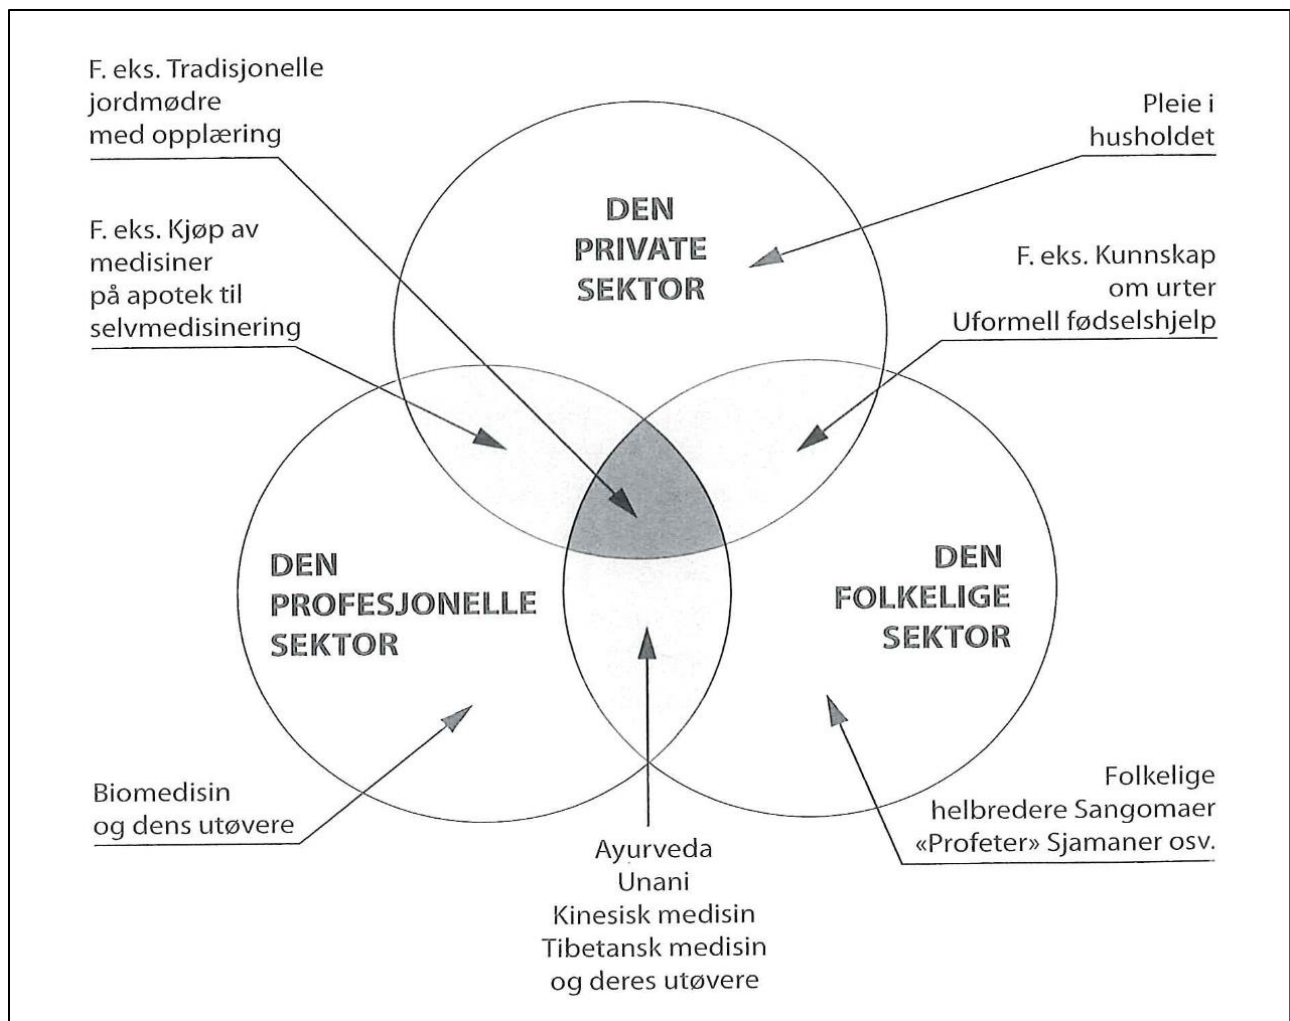 F. eks. Tradisjonelle
jordmødre
med opplæring
Pleie i
husholdet
DEN
PRIVATE
SEKTOR
F. eks. Kjøp av
medisiner
på apotek til
selvmedisinering
F. eks. Kunnskap
om urter
Uformell fødselshjelp
DEN
PROFESJONELLE
SEKTOR
DEN
FOLKELIGE
SEKTOR
Biomedisin
og dens utøvere
Ayurveda
Unani
Kinesisk medisin
Tibetansk medisin
og deres utøvere
Folkelige
helbredere Sangomaer
«Profeter» Sjamaner osv.